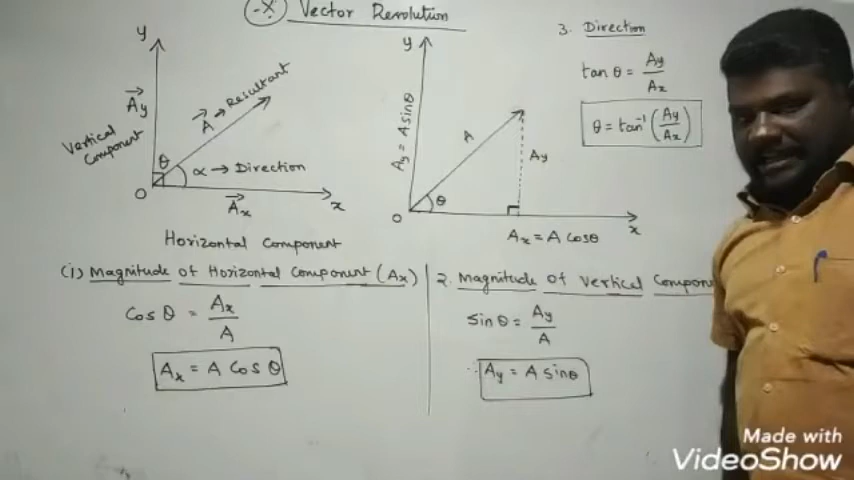 -X- Vector Resolution
y
Ay
Vertical
Component
A → Resultant
θ
α → Direction
O
Ax
x
Horizontal Component
y
Ay = A sinθ
A
Ay
θ
O
x
Ax = A cosθ
3. Direction
tan θ = Ay/Ax
θ = tan⁻¹ (Ay/Ax)
(i) Magnitude of Horizontal Component (Ax)
Cos θ = Ax/A
Ax = A Cos θ
2. Magnitude of Vertical Compone
Sin θ = Ay/A
∴ Ay = A sinθ
Made with
VideoShow